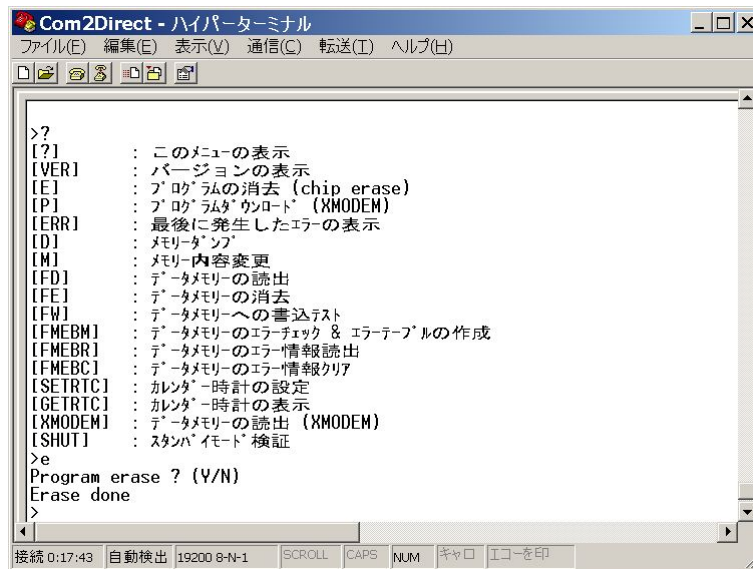 Com2Direct - ハイパーターミナル
ファイル(F) 編集(E) 表示(V) 通信(C) 転送(T) ヘルプ(H)
>?
[?] : このﾒﾆｭｰの表示
[VER] : バージョンの表示
[E] : ﾌﾟﾛｸﾞﾗﾑの消去 (chip erase)
[P] : ﾌﾟﾛｸﾞﾗﾑﾀﾞｳﾝﾛｰﾄﾞ (XMODEM)
[ERR] : 最後に発生したｴﾗｰの表示
[D] : ﾒﾓﾘｰﾀﾞﾝﾌﾟ
[M] : ﾒﾓﾘｰ内容変更
[FD] : ﾃﾞｰﾀﾒﾓﾘｰの読出
[FE] : ﾃﾞｰﾀﾒﾓﾘｰの消去
[FW] : ﾃﾞｰﾀﾒﾓﾘｰへの書込ﾃｽﾄ
[FMEBM] : ﾃﾞｰﾀﾒﾓﾘｰのｴﾗｰﾁｪｯｸ & ｴﾗｰﾃｰﾌﾞﾙの作成
[FMEBR] : ﾃﾞｰﾀﾒﾓﾘｰのｴﾗｰ情報読出
[FMEBC] : ﾃﾞｰﾀﾒﾓﾘｰのｴﾗｰ情報ｸﾘｱ
[SETRTC] : ｶﾚﾝﾀﾞｰ時計の設定
[GETRTC] : ｶﾚﾝﾀﾞｰ時計の表示
[XMODEM] : ﾃﾞｰﾀﾒﾓﾘｰの読出 (XMODEM)
[SHUT] : ｽﾀﾝﾊﾞｲﾓｰﾄﾞ検証
>e
Program erase ? (Y/N)
Erase done
>
接続 0:17:43 自動検出 19200 8-N-1 SCROLL CAPS NUM キャロ エコーを印